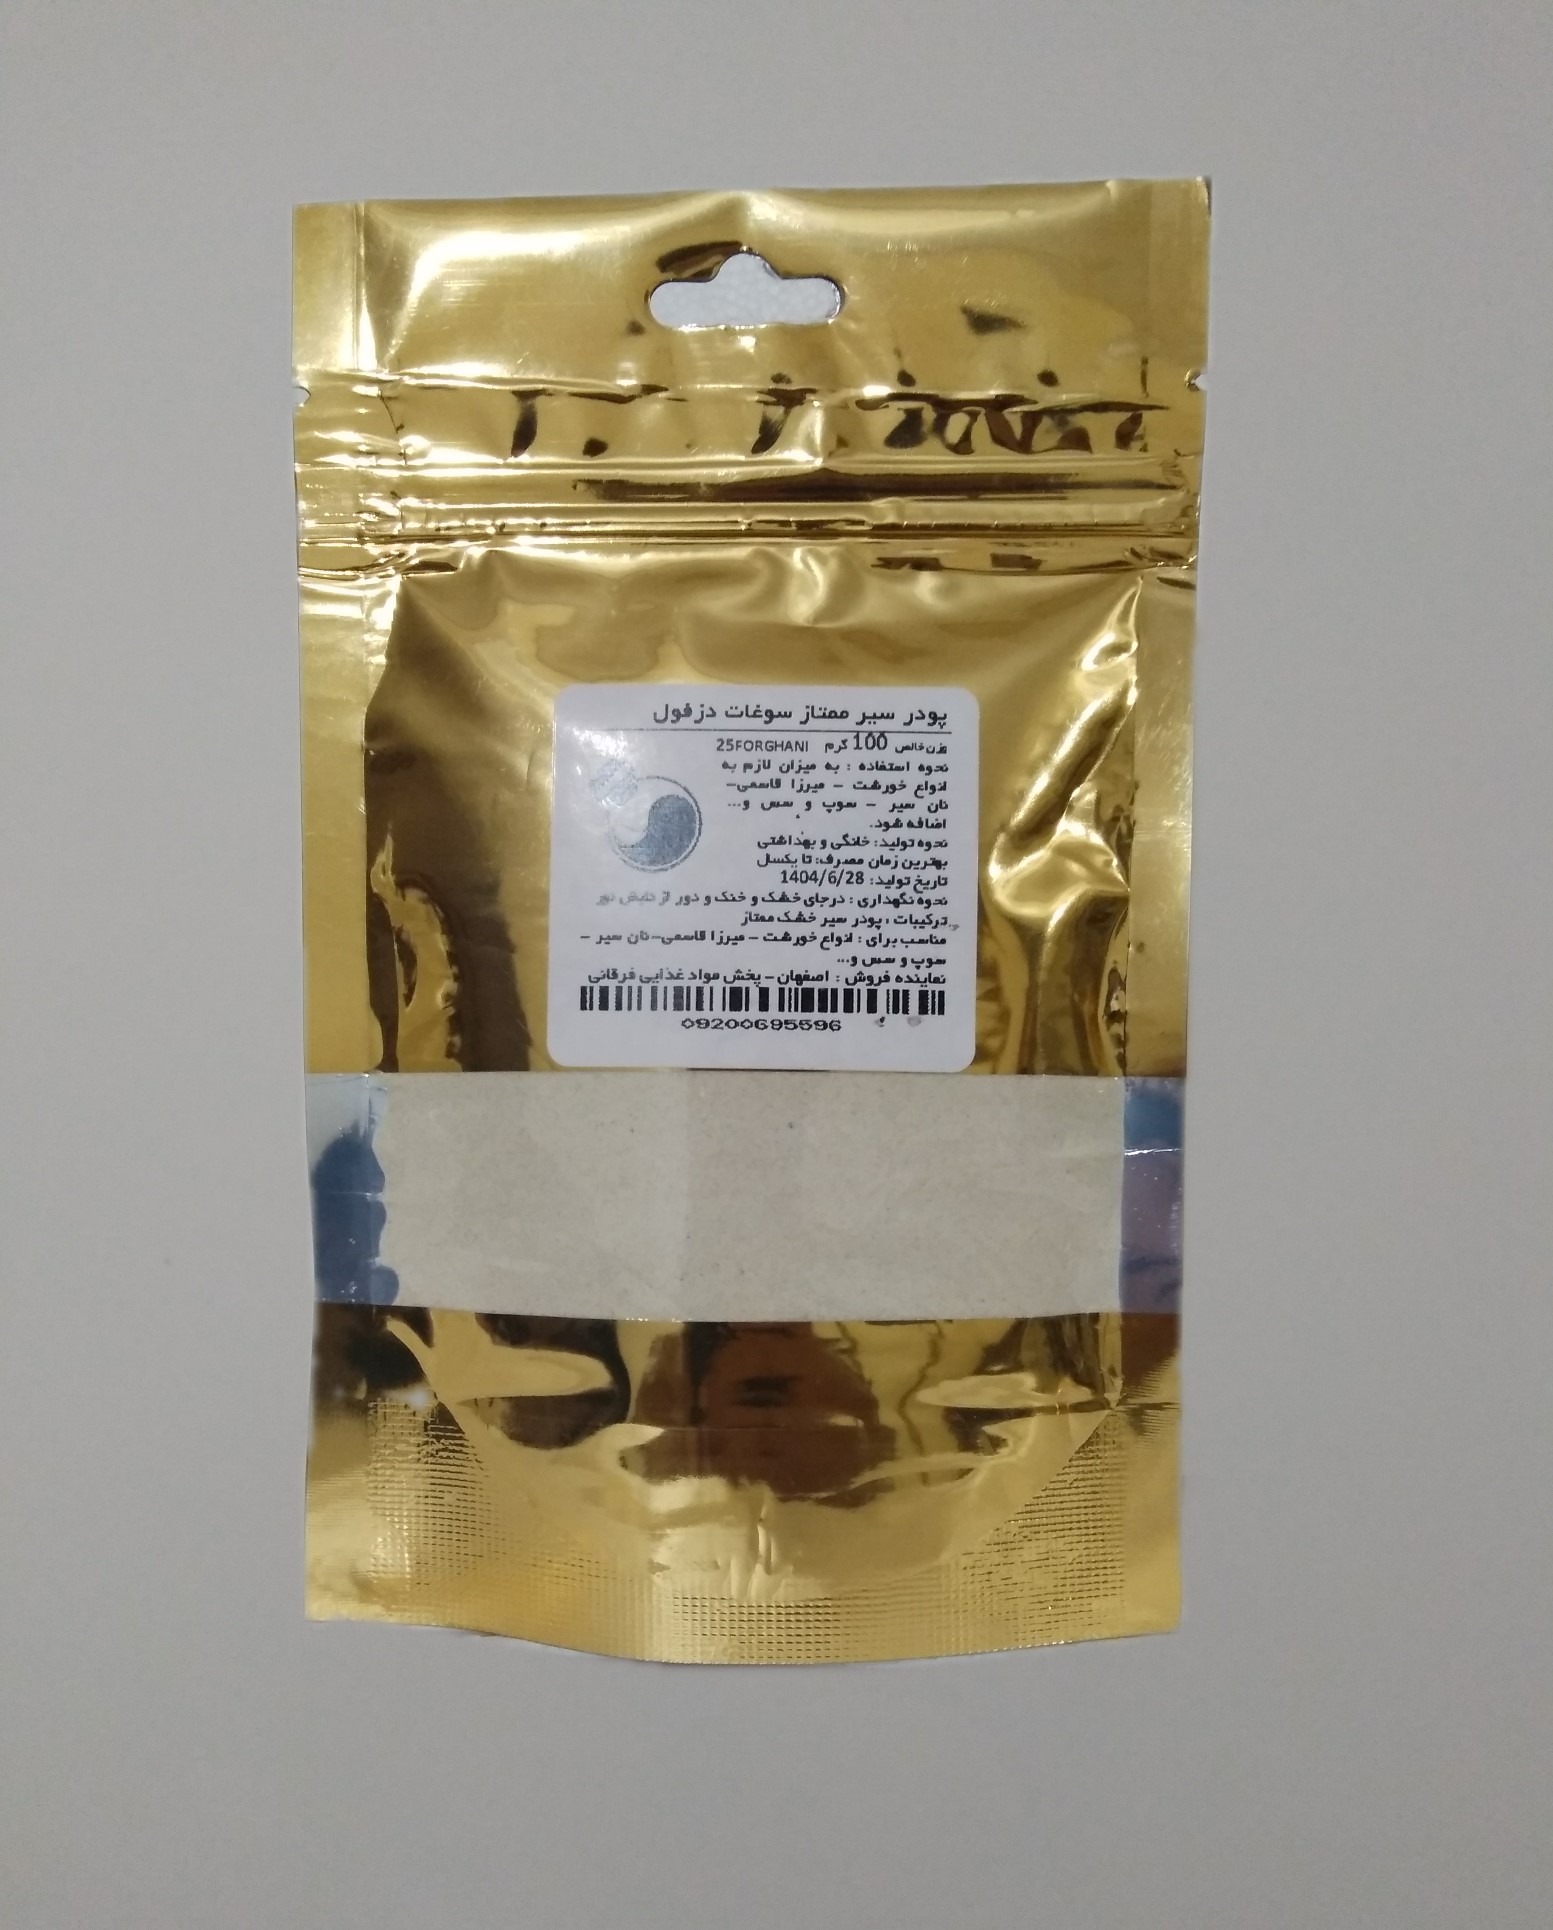 پودر سیر ممتاز سوغات دزفول
وزن خالص 100 گرم 25FORGHANI
نحوه استفاده : به میزان لازم به
انواع خورشت - میرزا قاسمی-
نان سیر - سوپ و سس و...
اضافه شود.
نحوه تولید: خانگی و بهداشتی
بهترین زمان مصرف: تا یکسل
تاریخ تولید: 1404/6/28
نحوه نگهداری : درجای خشک و خنک و دور از تابش نور
ترکیبات : پودر سیر خشک ممتاز
مناسب برای : انواع خورشت - میرزا قاسمی-نان سیر -
سوپ و سس و...
نماینده فروش : اصفهان - پخش مواد غذایی فرقانی
09200695596